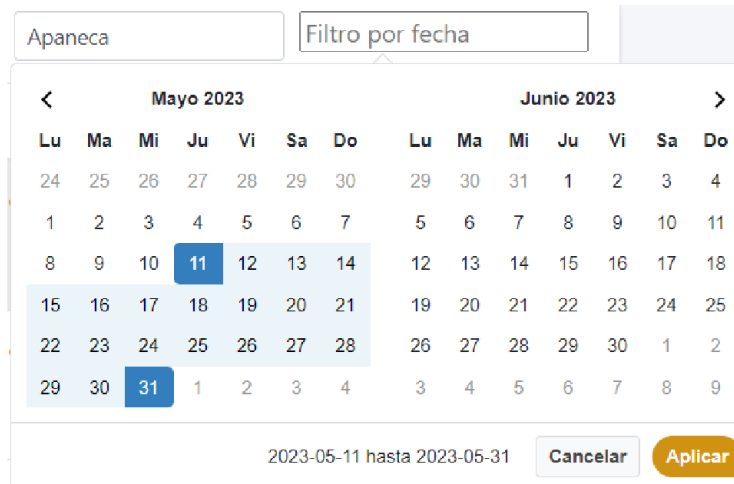 Apaneca Filtro por fecha
Mayo 2023 Junio 2023
Lu Ma Mi Ju Vi Sa Do Lu Ma Mi Ju Vi Sa Do
24 25 26 27 28 29 30 29 30 31 1 2 3 4
1 2 3 4 5 6 7 5 6 7 8 9 10 11
8 9 10 11 12 13 14 12 13 14 15 16 17 18
15 16 17 18 19 20 21 19 20 21 22 23 24 25
22 23 24 25 26 27 28 26 27 28 29 30 1 2
29 30 31 1 2 3 4 3 4 5 6 7 8 9
2023-05-11 hasta 2023-05-31 Cancelar Aplicar